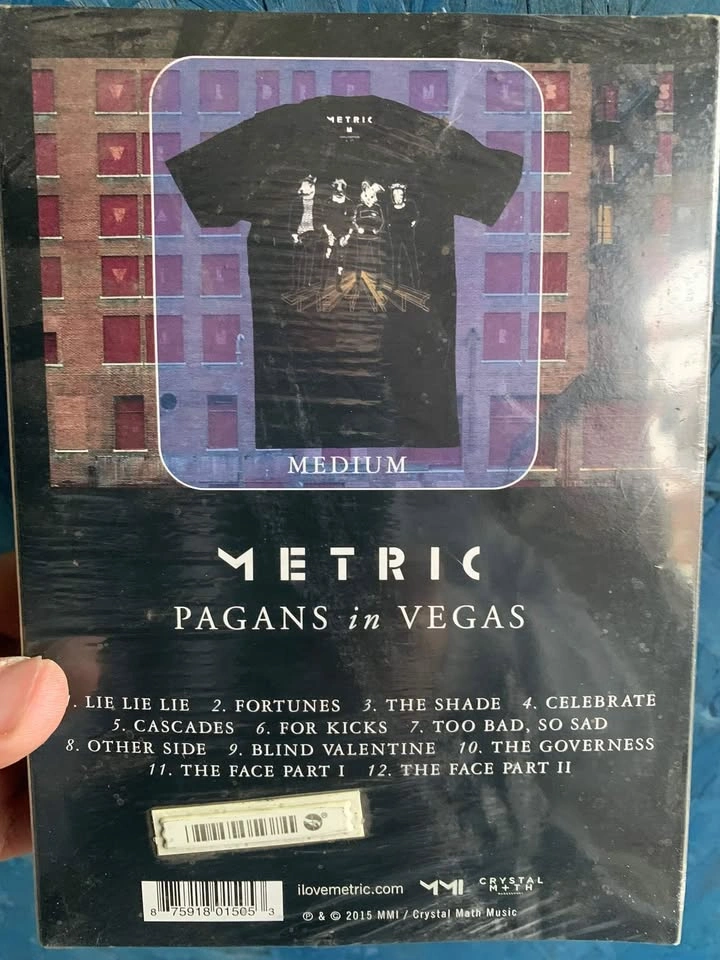 METRIC
M
MEDIUM
METRIC
PAGANS in VEGAS
. LIE LIE LIE 2. FORTUNES 3. THE SHADE 4. CELEBRATE
5. CASCADES 6. FOR KICKS 7. TOO BAD, SO SAD
8. OTHER SIDE 9. BLIND VALENTINE 10. THE GOVERNESS
11. THE FACE PART I 12. THE FACE PART II
ilovemetric.com MMI CRYSTAL
M+TH
8 75918 01505 3
℗ & © 2015 MMI / Crystal Math Music